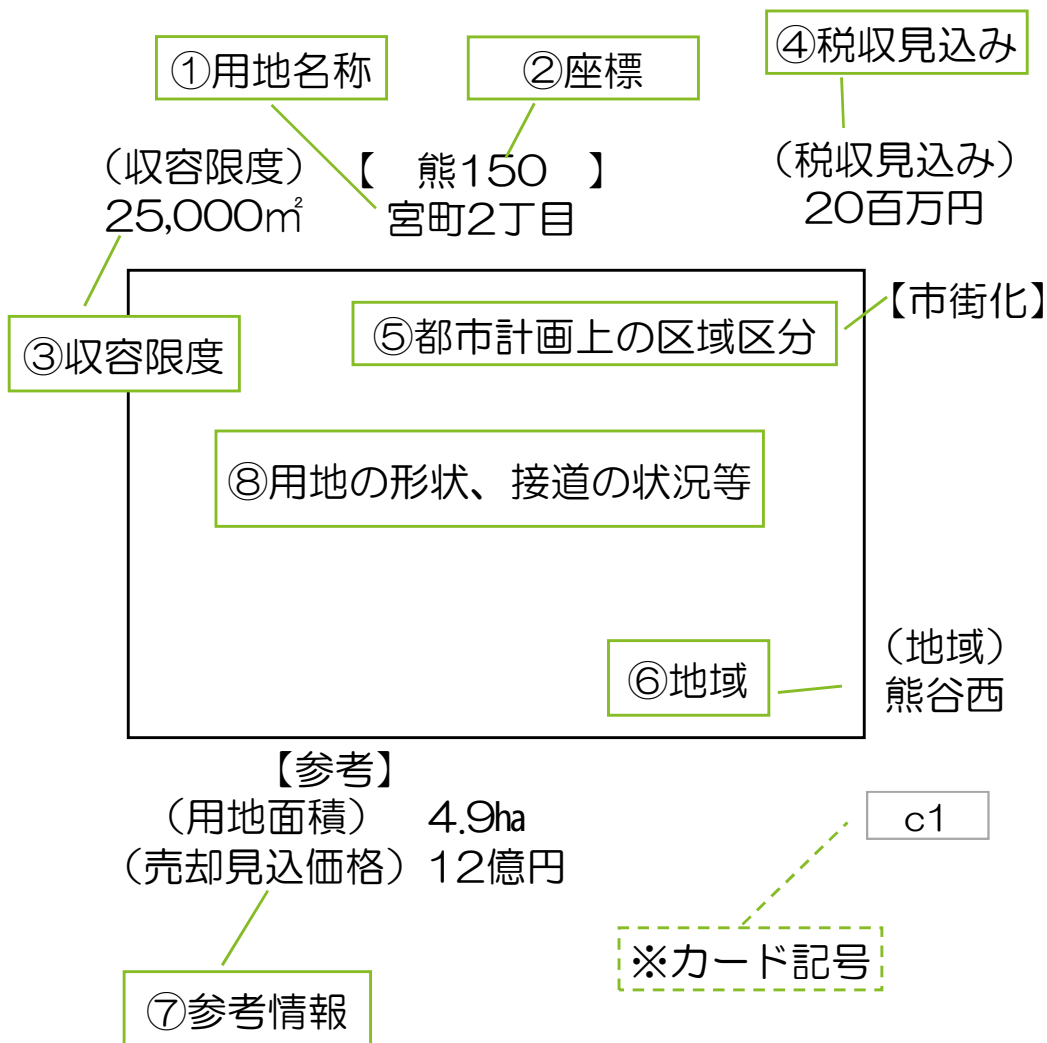 ④税収見込み
①用地名称
②座標
（収容限度）
【　熊150　】
（税収見込み）
25,000㎡
宮町2丁目
20百万円
【市街化】
⑤都市計画上の区域区分
③収容限度
⑧用地の形状、接道の状況等
（地域）
⑥地域
熊谷西
【参考】
（用地面積）　4.9ha
（売却見込価格）12億円
c1
※カード記号
⑦参考情報